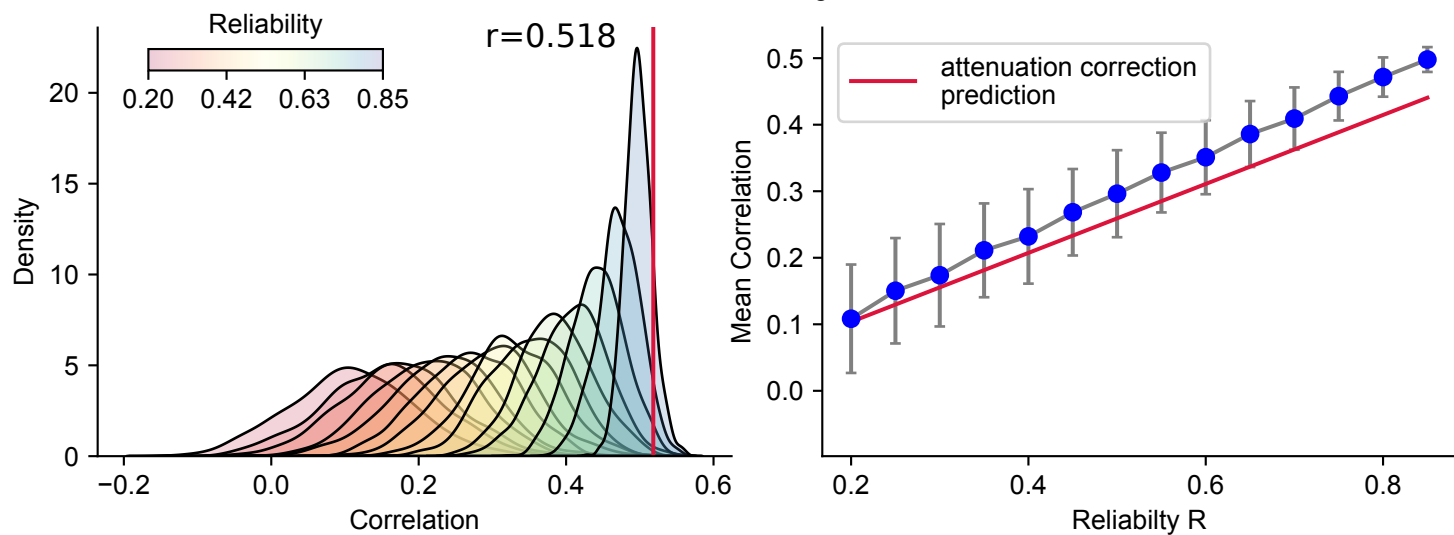 Reliability
0.20 0.42 0.63 0.85
r=0.518
Density
20
15
10
5
0
−0.2 0.0 0.2 0.4 0.6
Correlation
attenuation correction
prediction
Mean Correlation
0.5
0.4
0.3
0.2
0.1
0.0
0.2 0.4 0.6 0.8
Reliabilty R